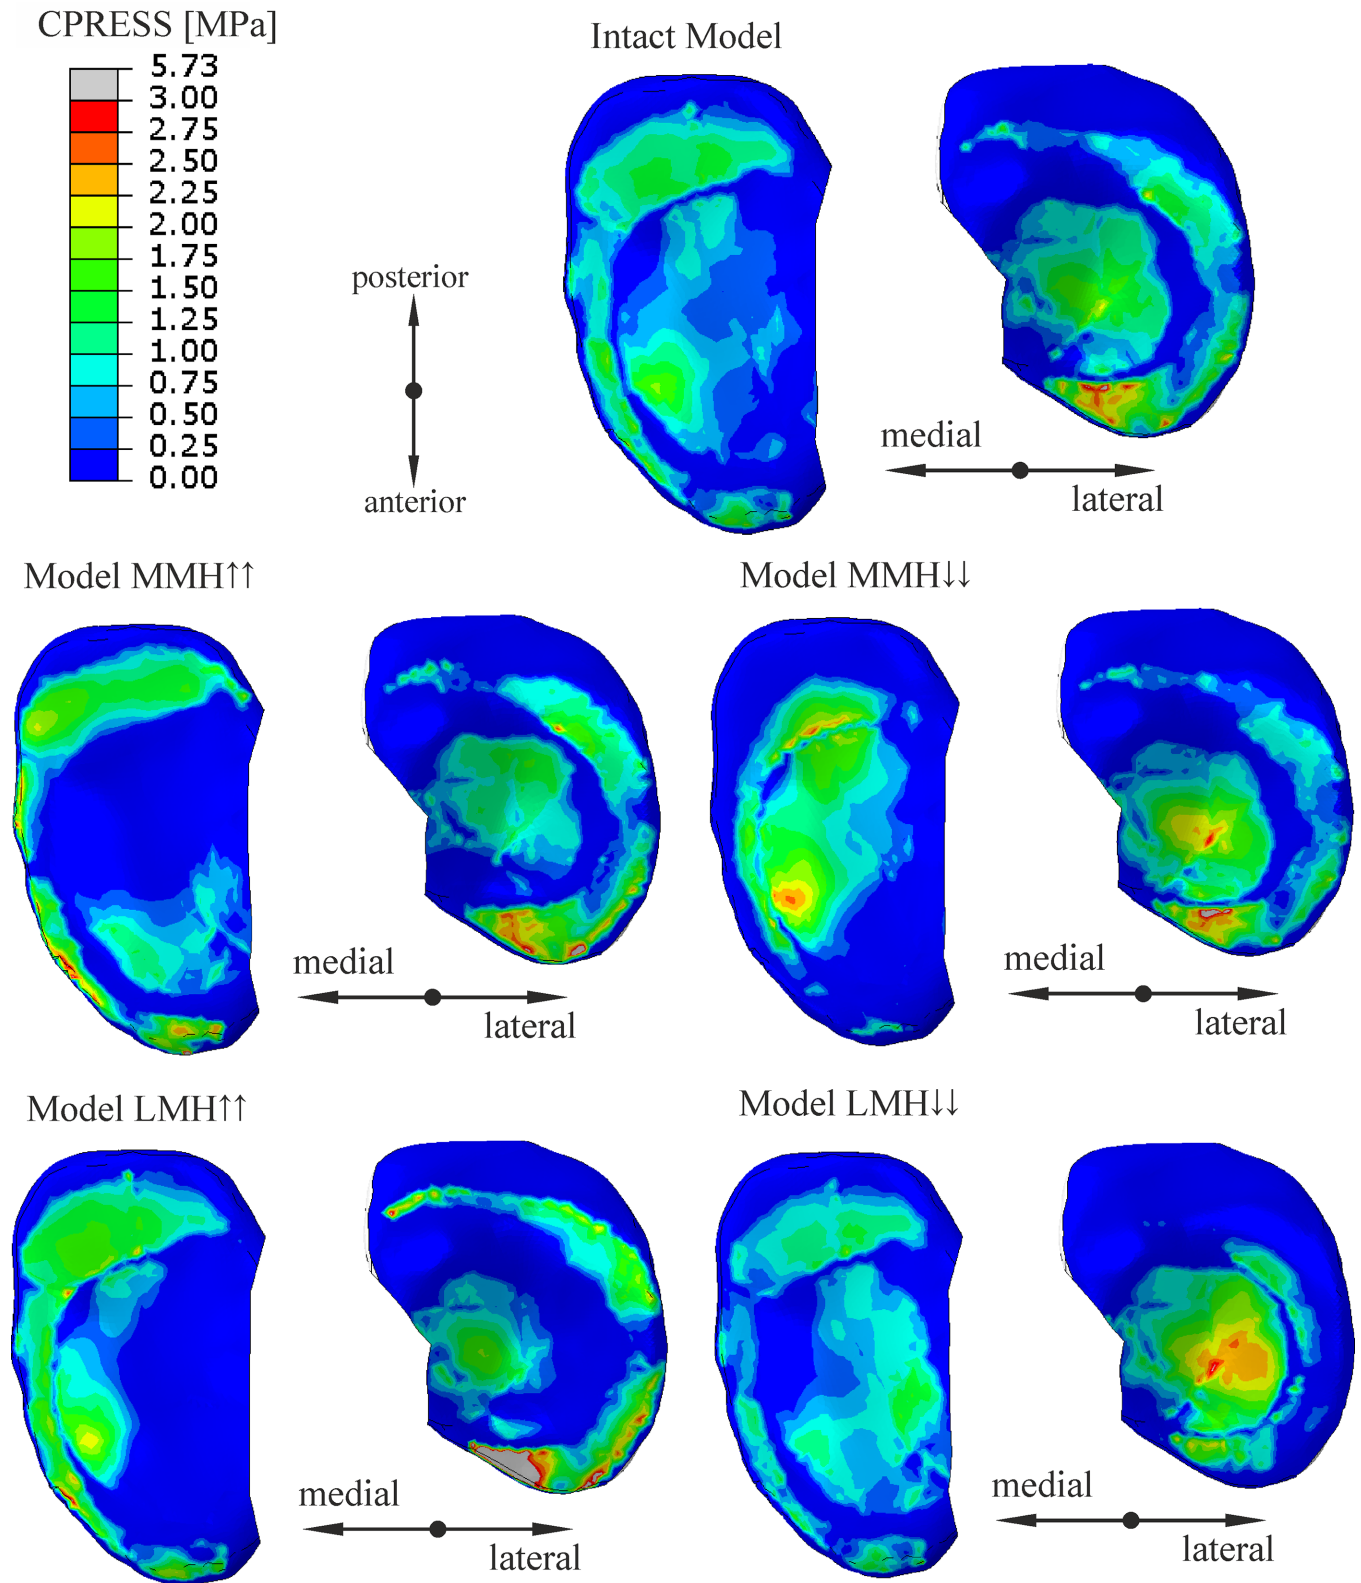 CPRESS [MPa]
5.73
3.00
2.75
2.50
2.25
2.00
1.75
1.50
1.25
1.00
0.75
0.50
0.25
0.00
Intact Model
posterior
anterior
medial
lateral
Model MMH↑↑
Model MMH↓↓
medial
lateral
medial
lateral
Model LMH↑↑
Model LMH↓↓
medial
lateral
medial
lateral